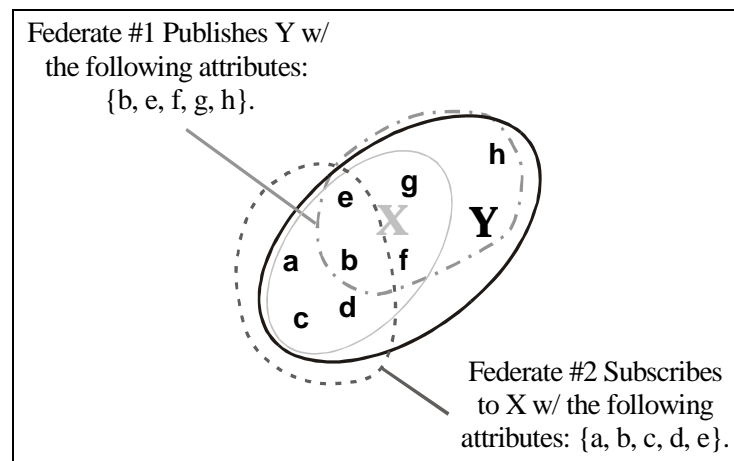 Federate #1 Publishes Y w/
the following attributes:
{b, e, f, g, h}.
h
e
g
X
Y
a
b
f
c
d
Federate #2 Subscribes
to X w/ the following
attributes: {a, b, c, d, e}.